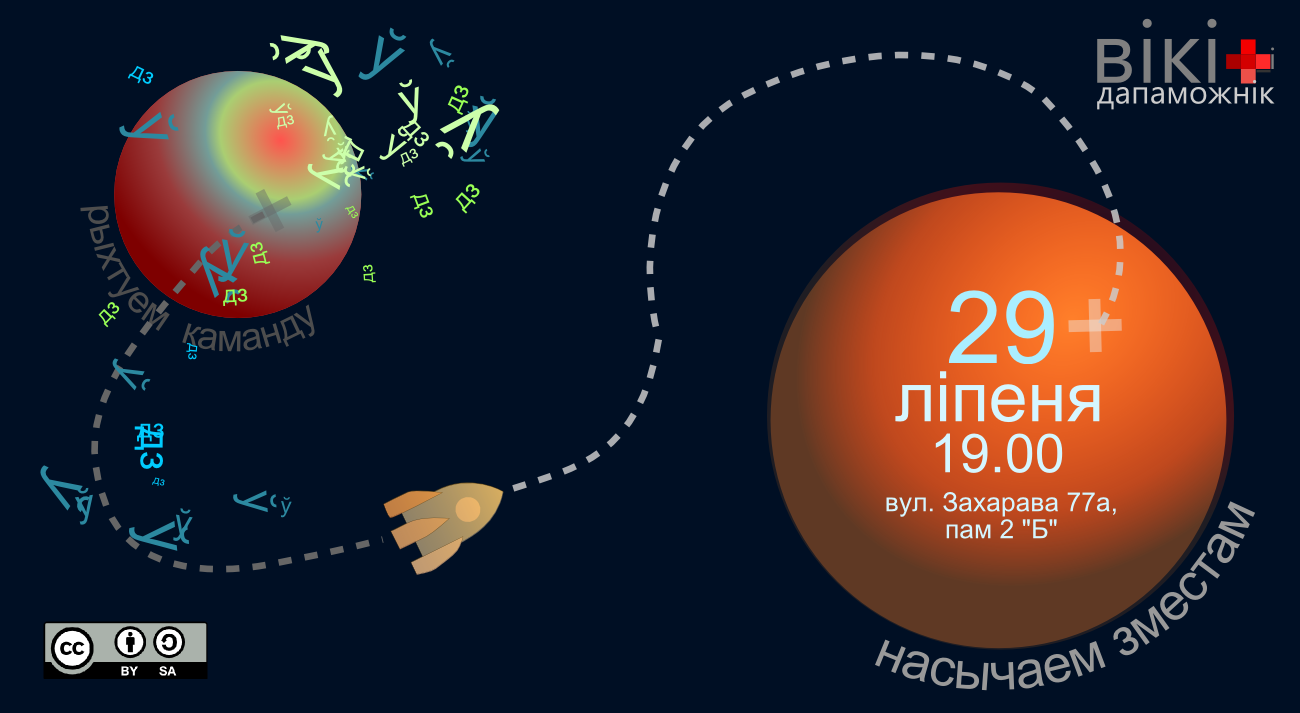 ВІКІ
дапаможнік
рыхтуем каманду
29
ліпеня
19.00
вул. Захарава 77а,
пам 2 "Б"
насычаем зместам
cc
BY SA